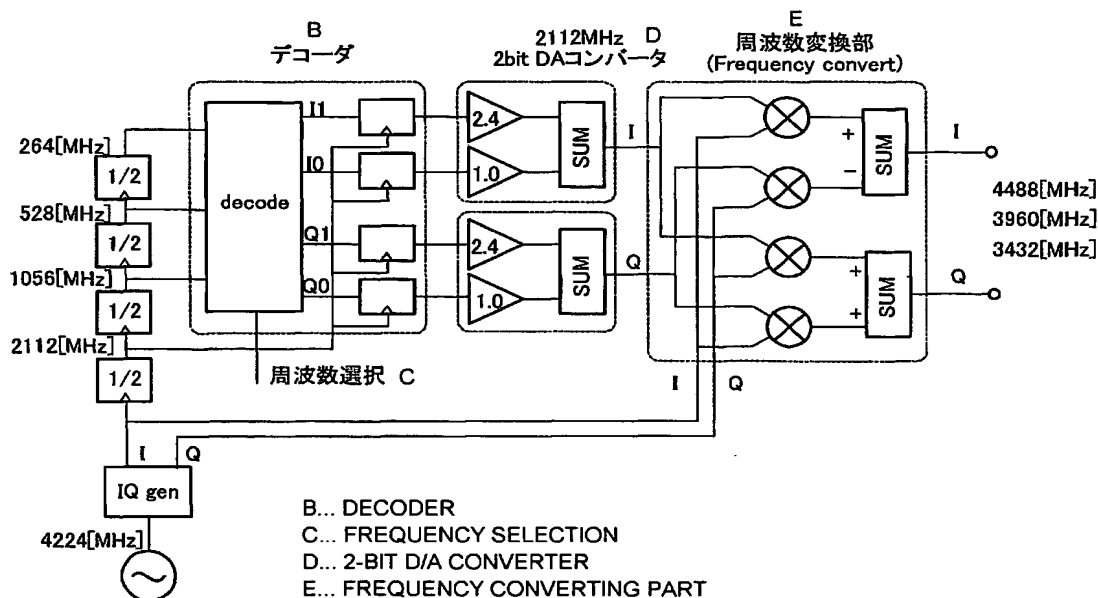 B
デコーダ
2112MHz D
2bit DAコンバータ
E
周波数変換部
(Frequency convert)
264[MHz]
1/2
528[MHz]
1/2
1056[MHz]
1/2
2112[MHz]
1/2
decode
I1
I0
Q1
Q0
2.4
1.0
SUM
I
2.4
1.0
SUM
Q
+
−
SUM
I
+
+
SUM
Q
4488[MHz]
3960[MHz]
3432[MHz]
周波数選択 C
I
Q
I
Q
IQ gen
4224[MHz]
B... DECODER
C... FREQUENCY SELECTION
D... 2-BIT D/A CONVERTER
E... FREQUENCY CONVERTING PART